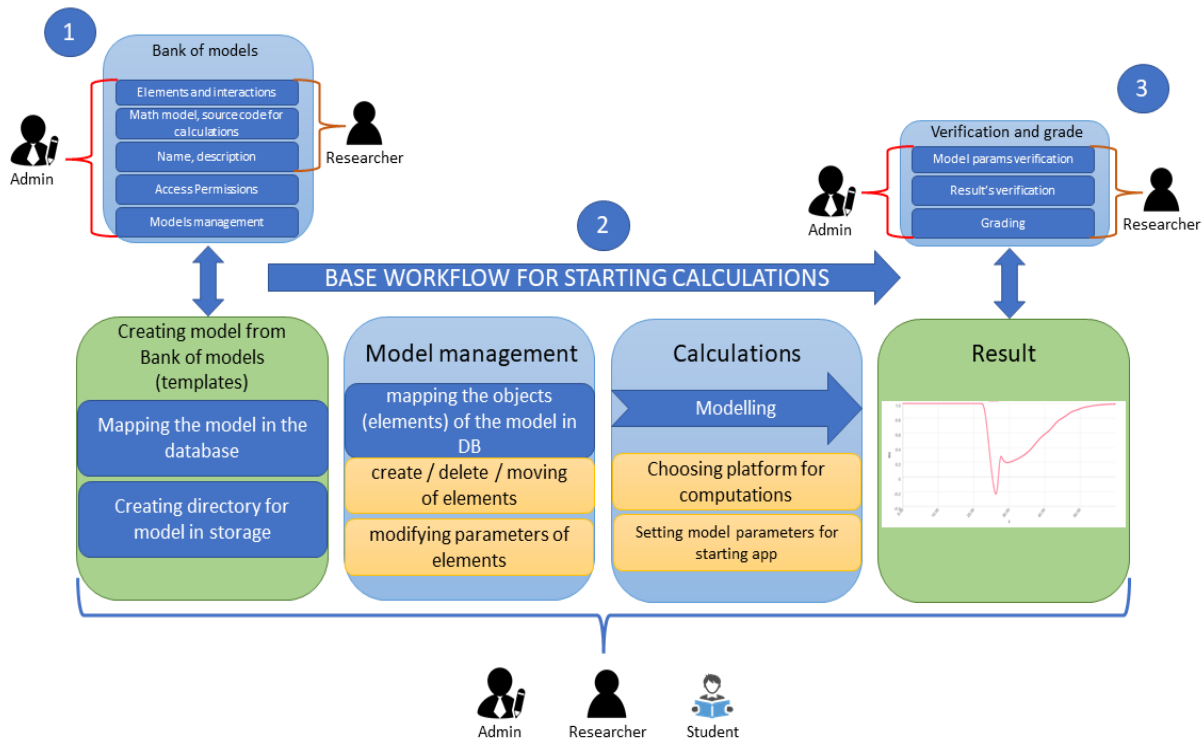 1
Bank of models
Elements and interactions
Math model, source code for
calculations
Name, description
Access Permissions
Models management
Admin
Researcher
3
Verification and grade
Model params verification
Result's verification
Grading
Admin
Researcher
2
BASE WORKFLOW FOR STARTING CALCULATIONS
Creating model from
Bank of models
(templates)
Mapping the model in the
database
Creating directory for
model in storage
Model management
mapping the objects
(elements) of the model in
DB
create / delete / moving of
elements
modifying parameters of
elements
Calculations
Modelling
Choosing platform for
computations
Setting model parameters for
starting app
Result
Admin
Researcher
Student